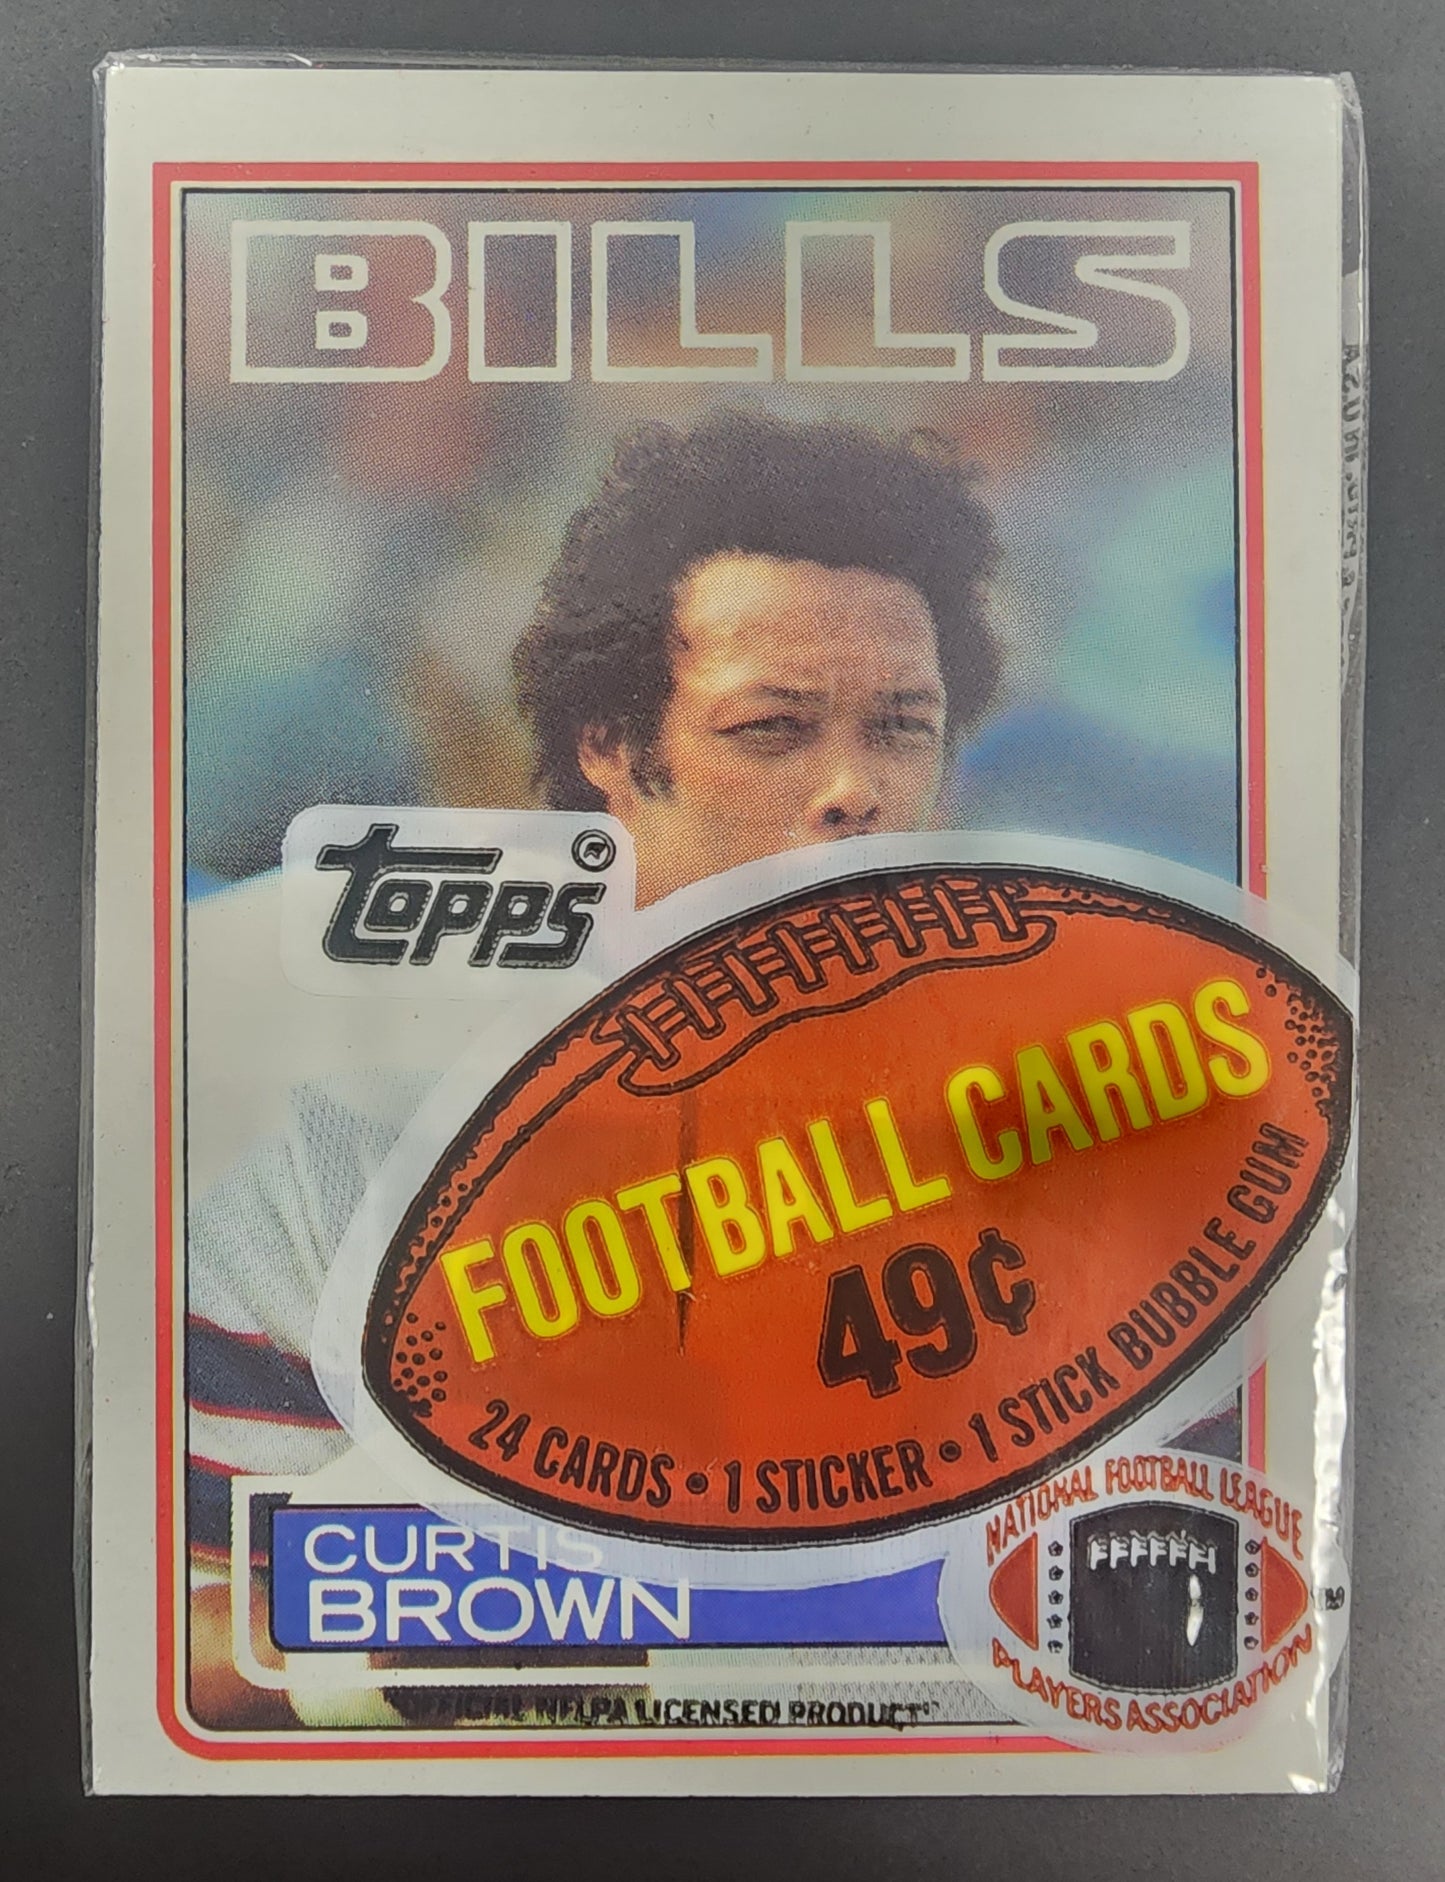 BILLS
Topps
FOOTBALL CARDS
49¢
24 CARDS • 1 STICKER • 1 STICK BUBBLE GUM
CURTIS
BROWN
NATIONAL FOOTBALL LEAGUE
PLAYERS ASSOCIATION
OFFICIAL NFLPA LICENSED PRODUCT